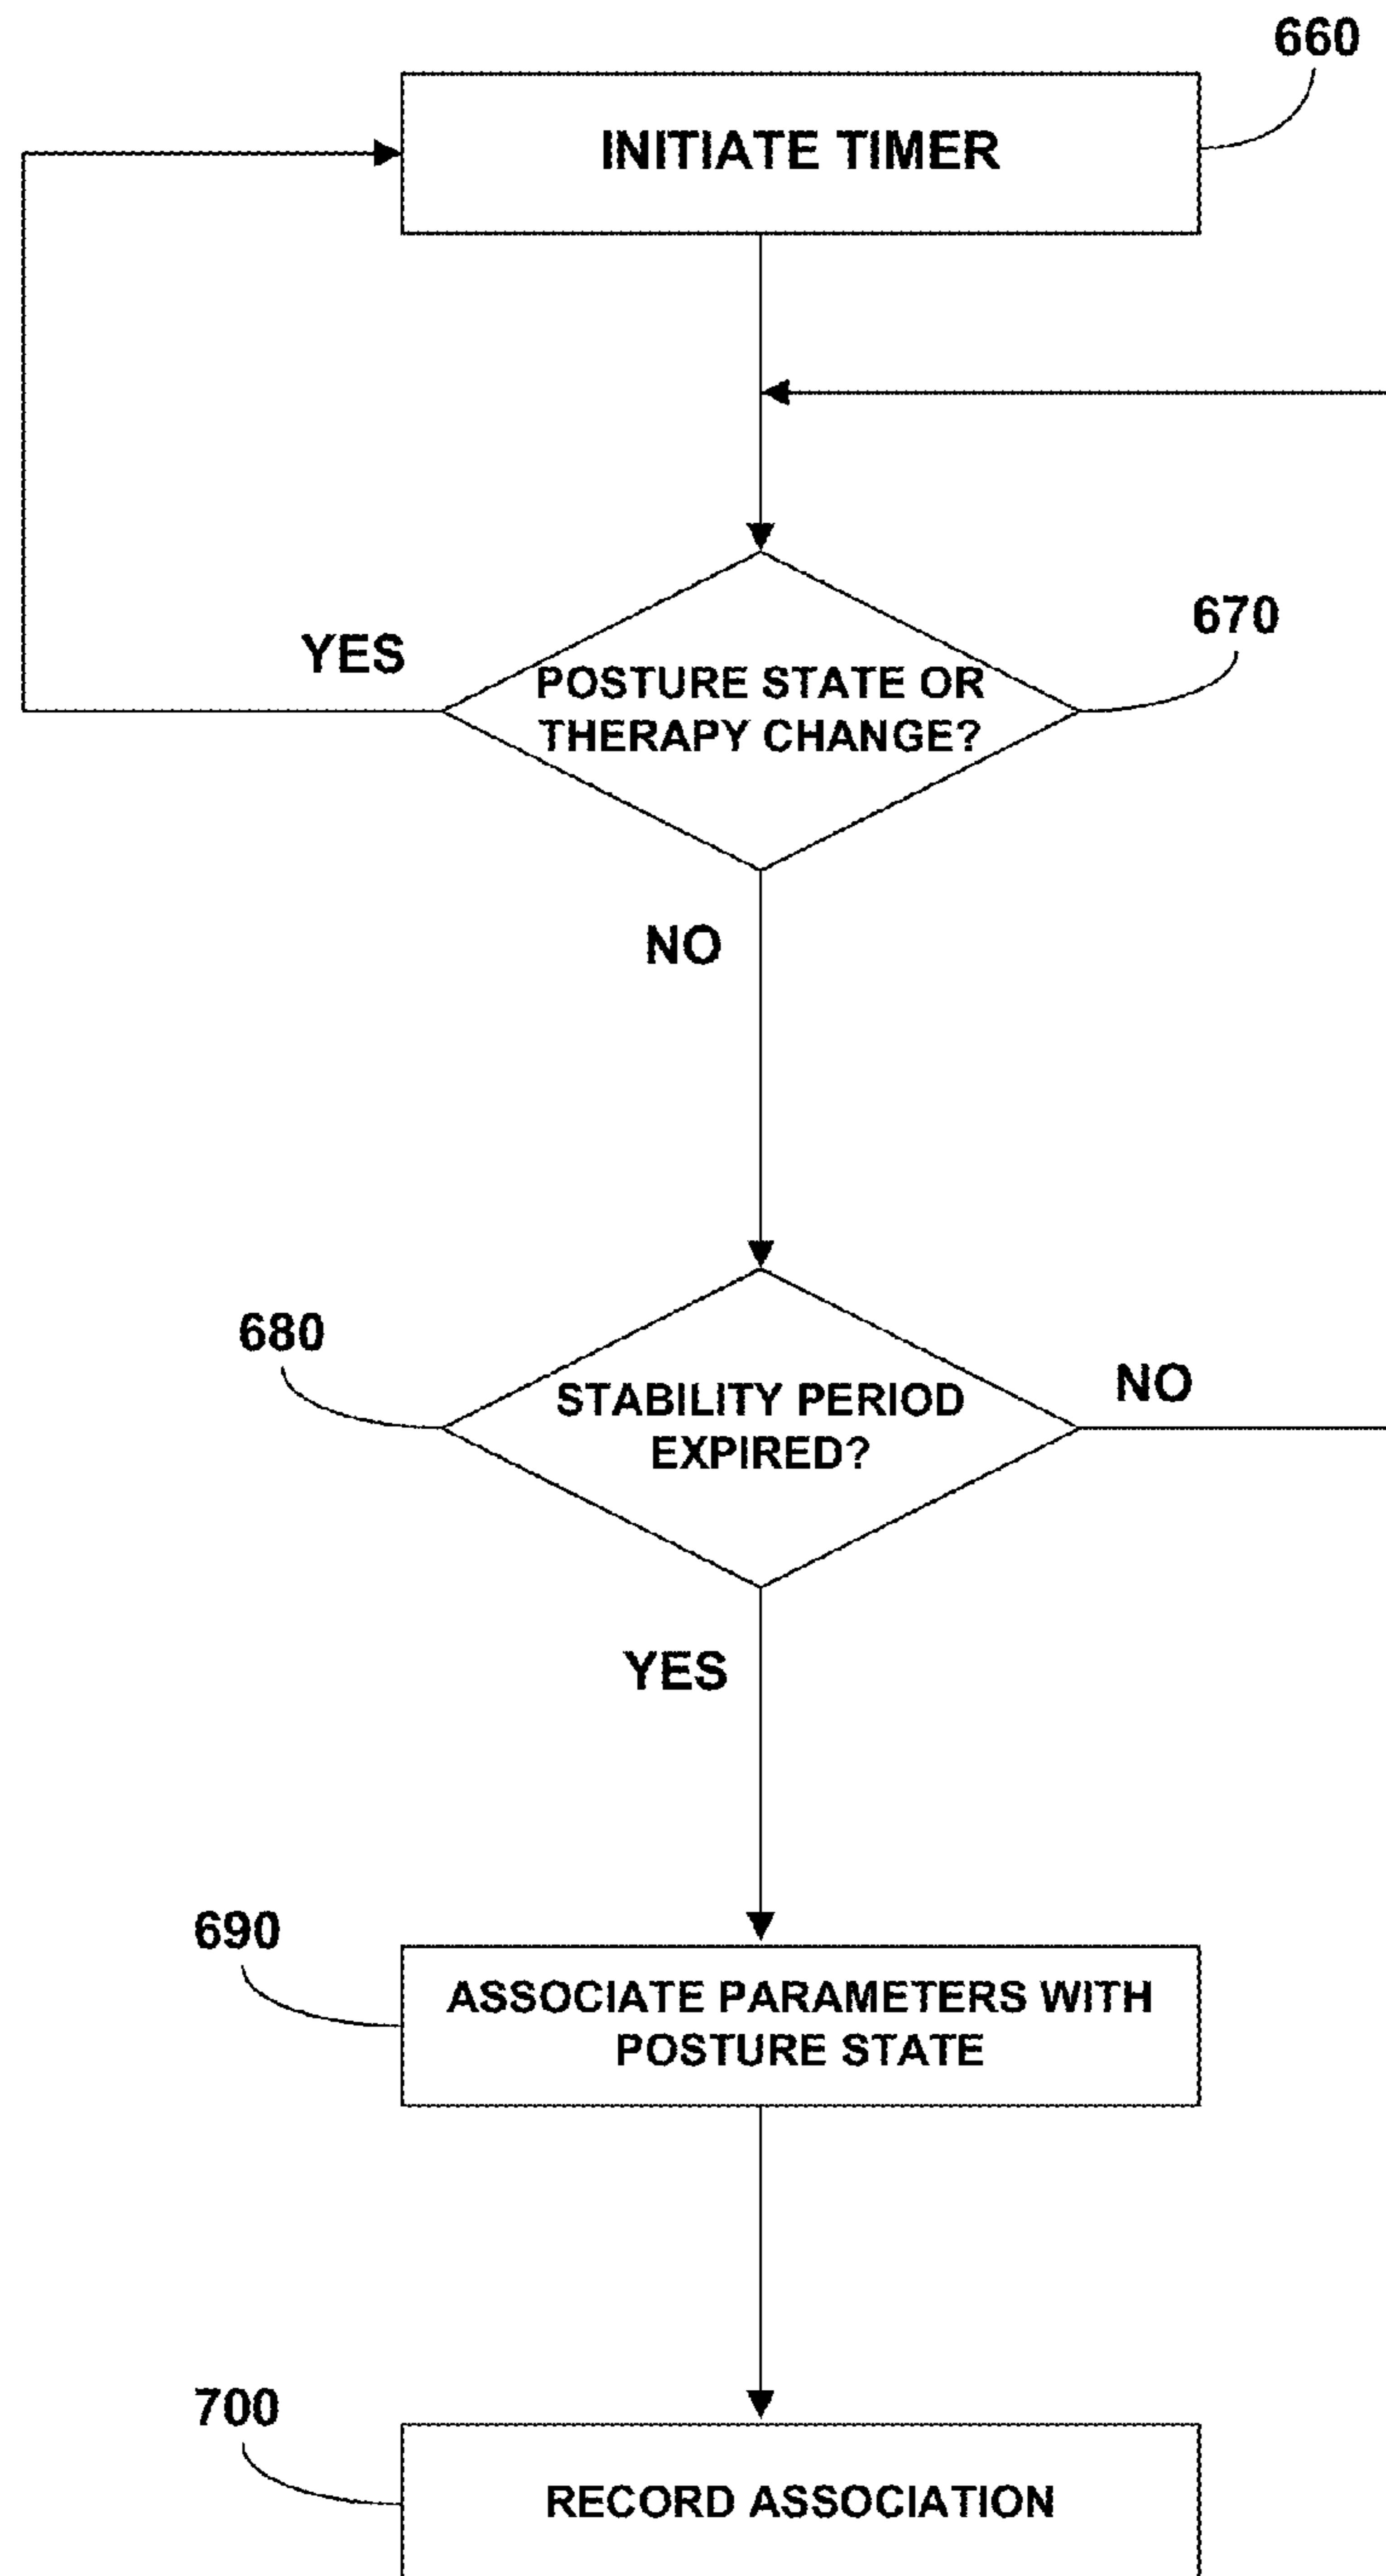 660
INITIATE TIMER
670
YES
POSTURE STATE OR
THERAPY CHANGE?
NO
680
STABILITY PERIOD
EXPIRED?
NO
YES
690
ASSOCIATE PARAMETERS WITH
POSTURE STATE
700
RECORD ASSOCIATION